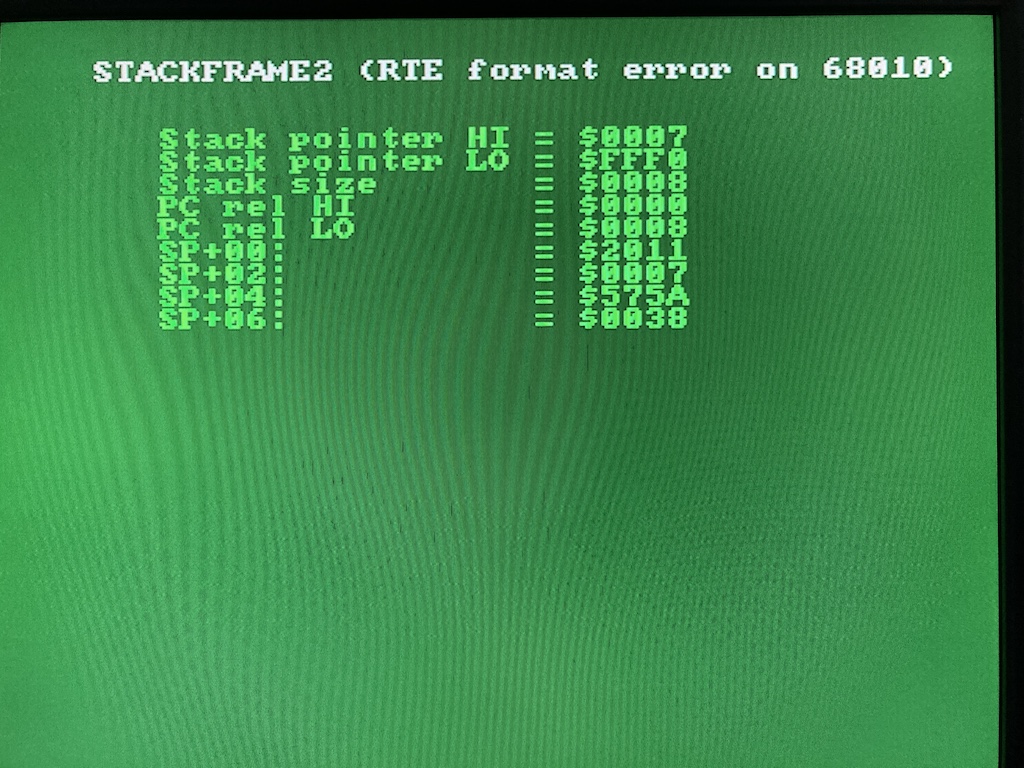 STACKFRAME2 (RTE format error on 68010)
Stack pointer HI = $0007
Stack pointer LO = $FFF0
Stack size = $0008
PC rel HI = $0000
PC rel LO = $0008
SP+00: = $2011
SP+02: = $0007
SP+04: = $575A
SP+06: = $0038